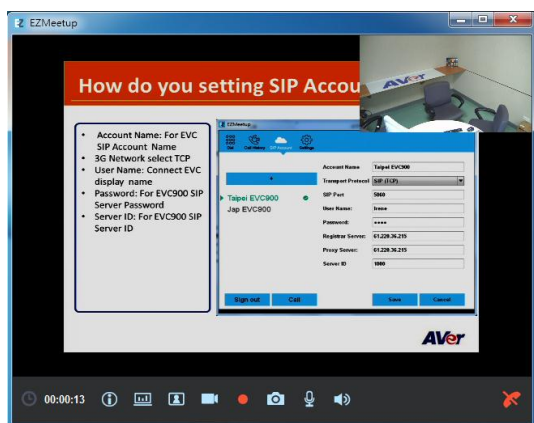 EZMeetup
How do you setting SIP Accou
AVer
• Account Name: For EVC
SIP Account Name
• 3G Network select TCP
• User Name: Connect EVC
display name
• Password: For EVC900 SIP
Server Password
• Server ID: For EVC900 SIP
Server ID
EZMeetup
Dial Call History SIP Account Settings
+
Taipei EVC900
Jap EVC900
Account Name Taipei EVC900
Transport Protocol SIP (TCP)
SIP Port 5060
User Name: Irene
Password: ••••
Registrar Server: 61.220.36.215
Proxy Server: 61.220.36.215
Server ID 1000
Sign out Call Save Cancel
AVer
00:00:13